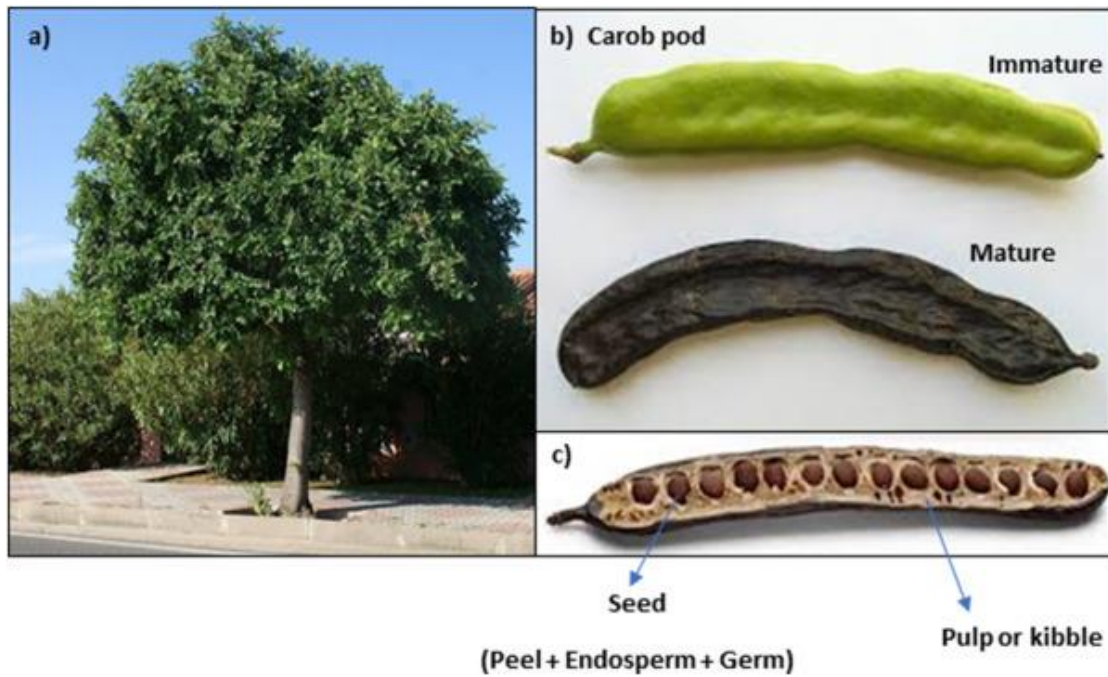 a)
b) Carob pod
Immature
Mature
c)
Seed
Pulp or kibble
(Peel + Endosperm + Germ)